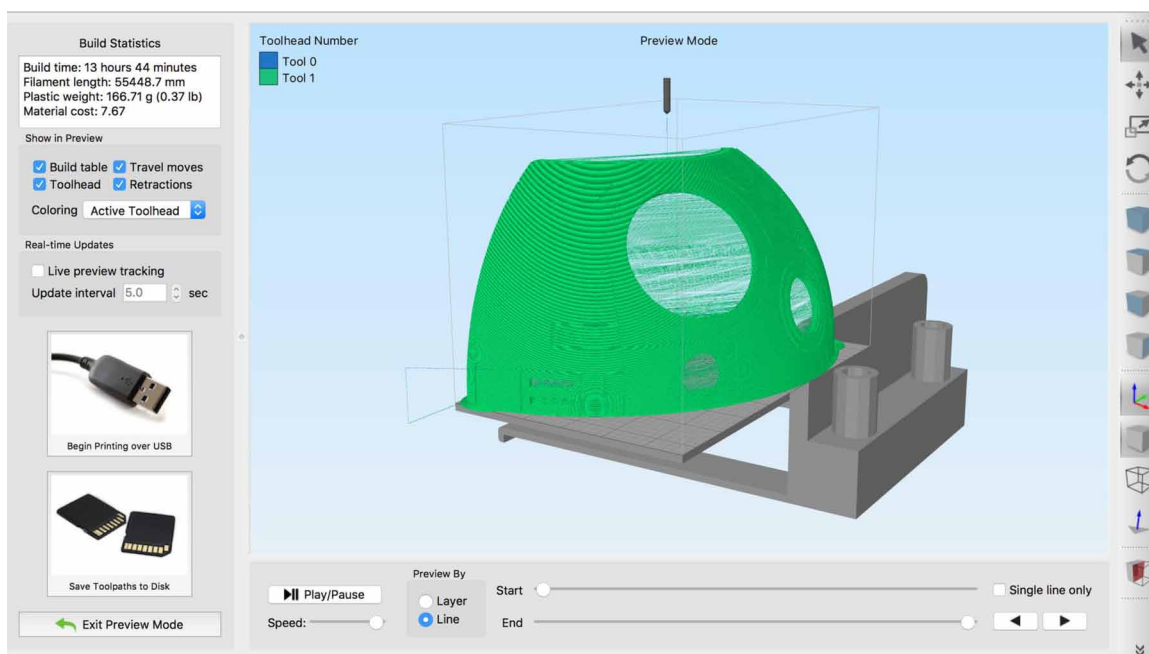 Build Statistics
Build time: 13 hours 44 minutes
Filament length: 55448.7 mm
Plastic weight: 166.71 g (0.37 lb)
Material cost: 7.67
Show in Preview
Build table
Travel moves
Toolhead
Retractions
Coloring
Active Toolhead
Real-time Updates
Live preview tracking
Update interval 5.0 sec
Begin Printing over USB
Save Toolpaths to Disk
Exit Preview Mode
Toolhead Number
Tool 0
Tool 1
Preview Mode
Play/Pause
Speed:
Preview By
Layer
Line
Start
End
Single line only